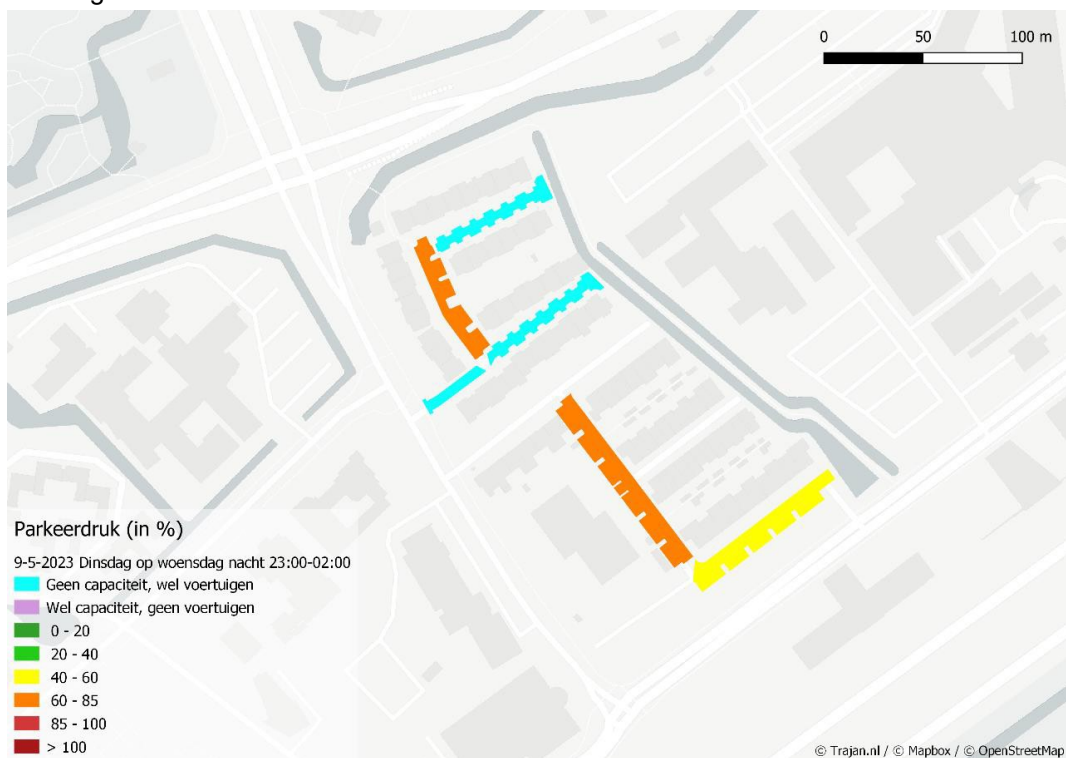 0 50 100 m
Parkeerdruk (in %)
9-5-2023 Dinsdag op woensdag nacht 23:00-02:00
Geen capaciteit, wel voertuigen
Wel capaciteit, geen voertuigen
0 - 20
20 - 40
40 - 60
60 - 85
85 - 100
> 100
© Trajan.nl / © Mapbox / © OpenStreetMap